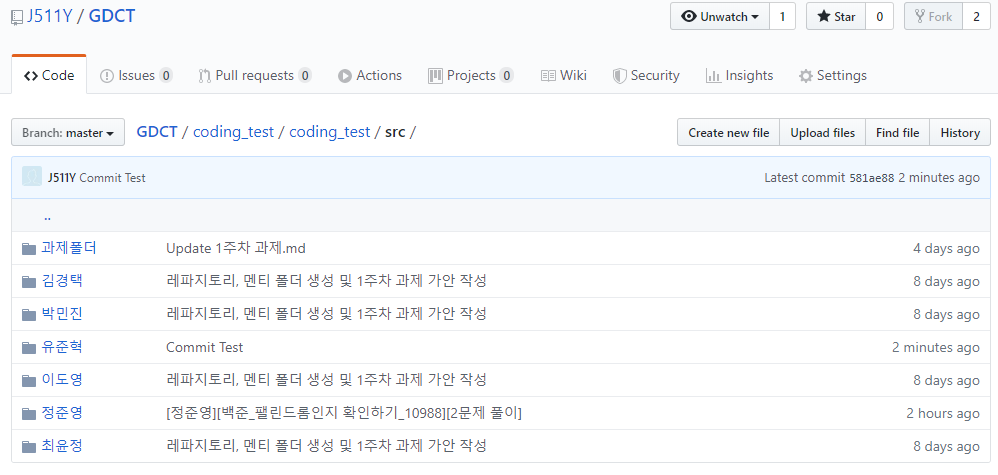 J511Y / GDCT
Unwatch 1 Star 0 Fork 2
Code Issues 0 Pull requests 0 Actions Projects 0 Wiki Security Insights Settings
Branch: master GDCT / coding_test / coding_test / src / Create new file Upload files Find file History
J511Y Commit Test Latest commit 581ae88 2 minutes ago
..
과제폴더 Update 1주차 과제.md 4 days ago
김경택 레파지토리, 멘티 폴더 생성 및 1주차 과제 가안 작성 8 days ago
박민진 레파지토리, 멘티 폴더 생성 및 1주차 과제 가안 작성 8 days ago
유준혁 Commit Test 2 minutes ago
이도영 레파지토리, 멘티 폴더 생성 및 1주차 과제 가안 작성 8 days ago
정준영 [정준영][백준_팰린드롬인지 확인하기_10988][2문제 풀이] 2 hours ago
최윤정 레파지토리, 멘티 폴더 생성 및 1주차 과제 가안 작성 8 days ago